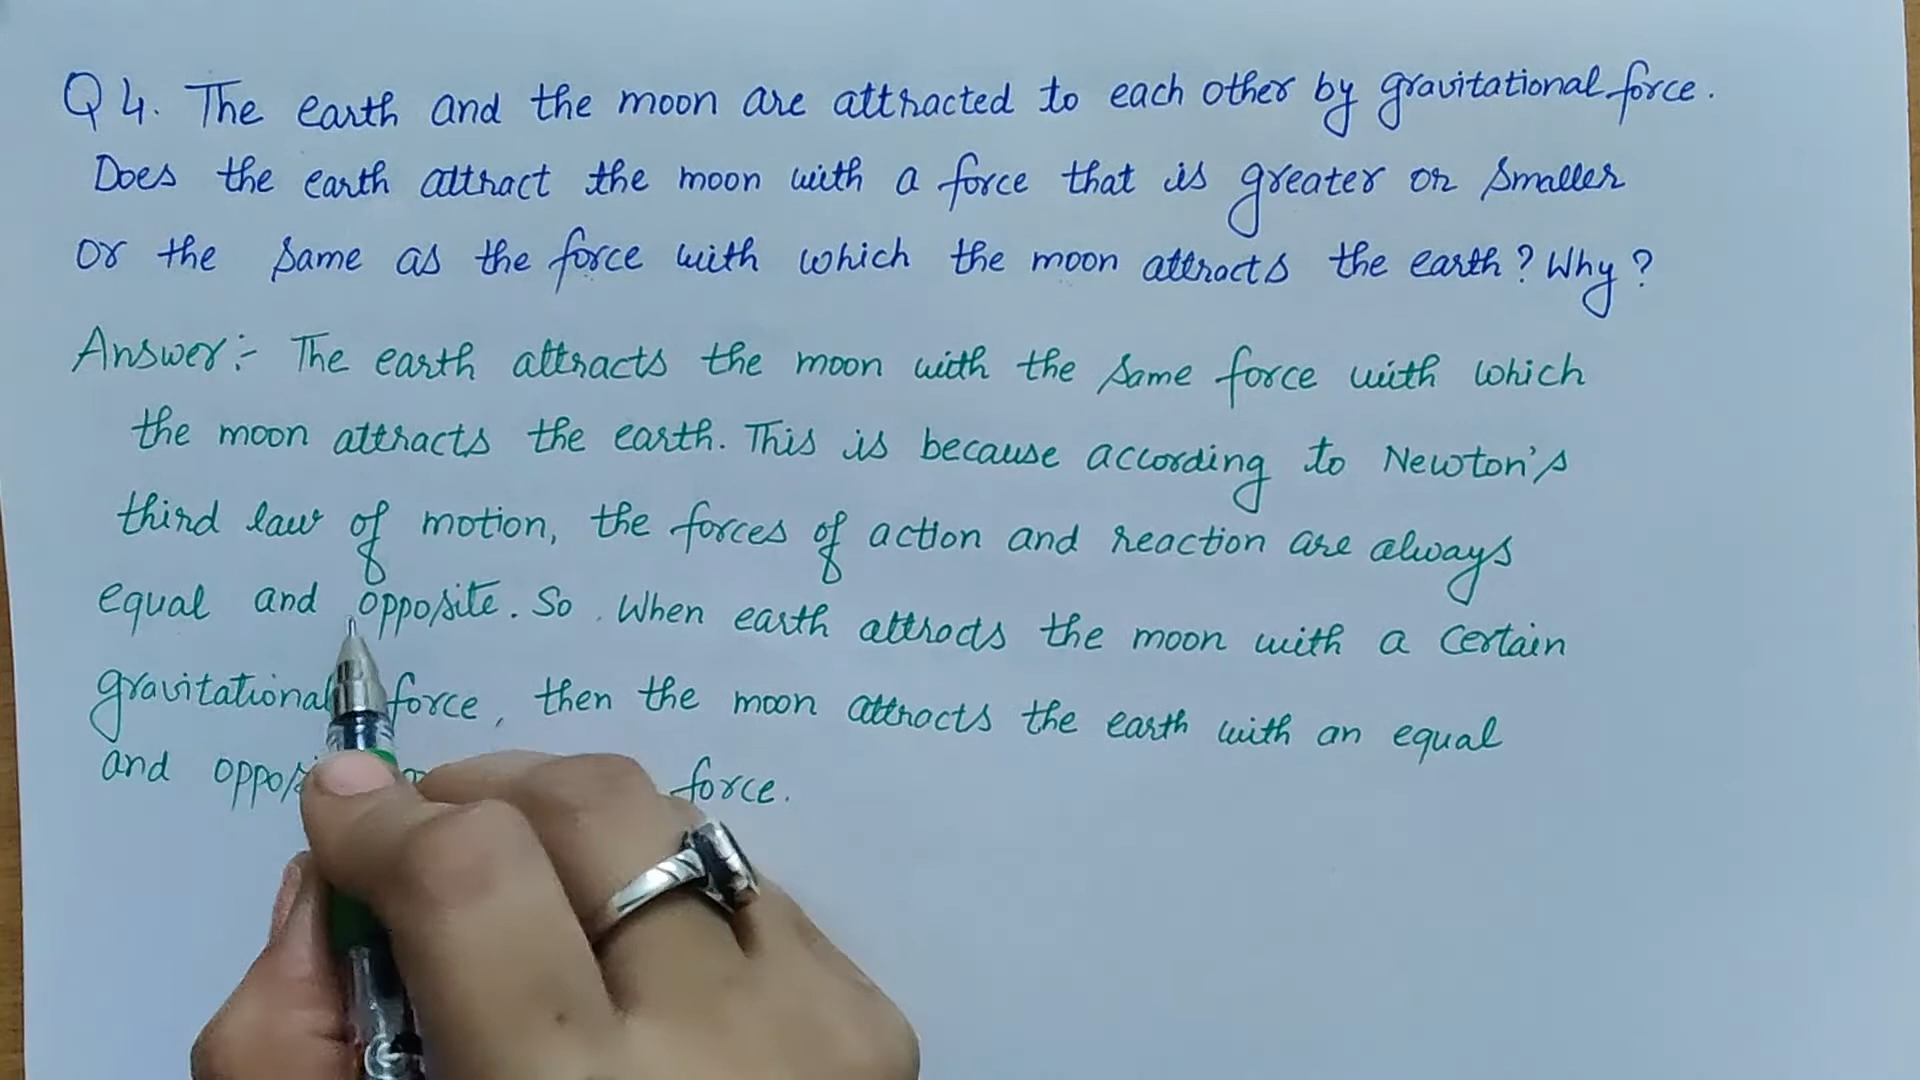 Q 4. The earth and the moon are attracted to each other by gravitational force.
Does the earth attract the moon with a force that is greater or smaller
or the same as the force with which the moon attracts the earth? Why?
Answer:- The earth attracts the moon with the same force with which
the moon attracts the earth. This is because according to Newton's
third law of motion, the forces of action and reaction are always
equal and opposite. So. When earth attracts the moon with a certain
gravitational force, then the moon attracts the earth with an equal
and force.